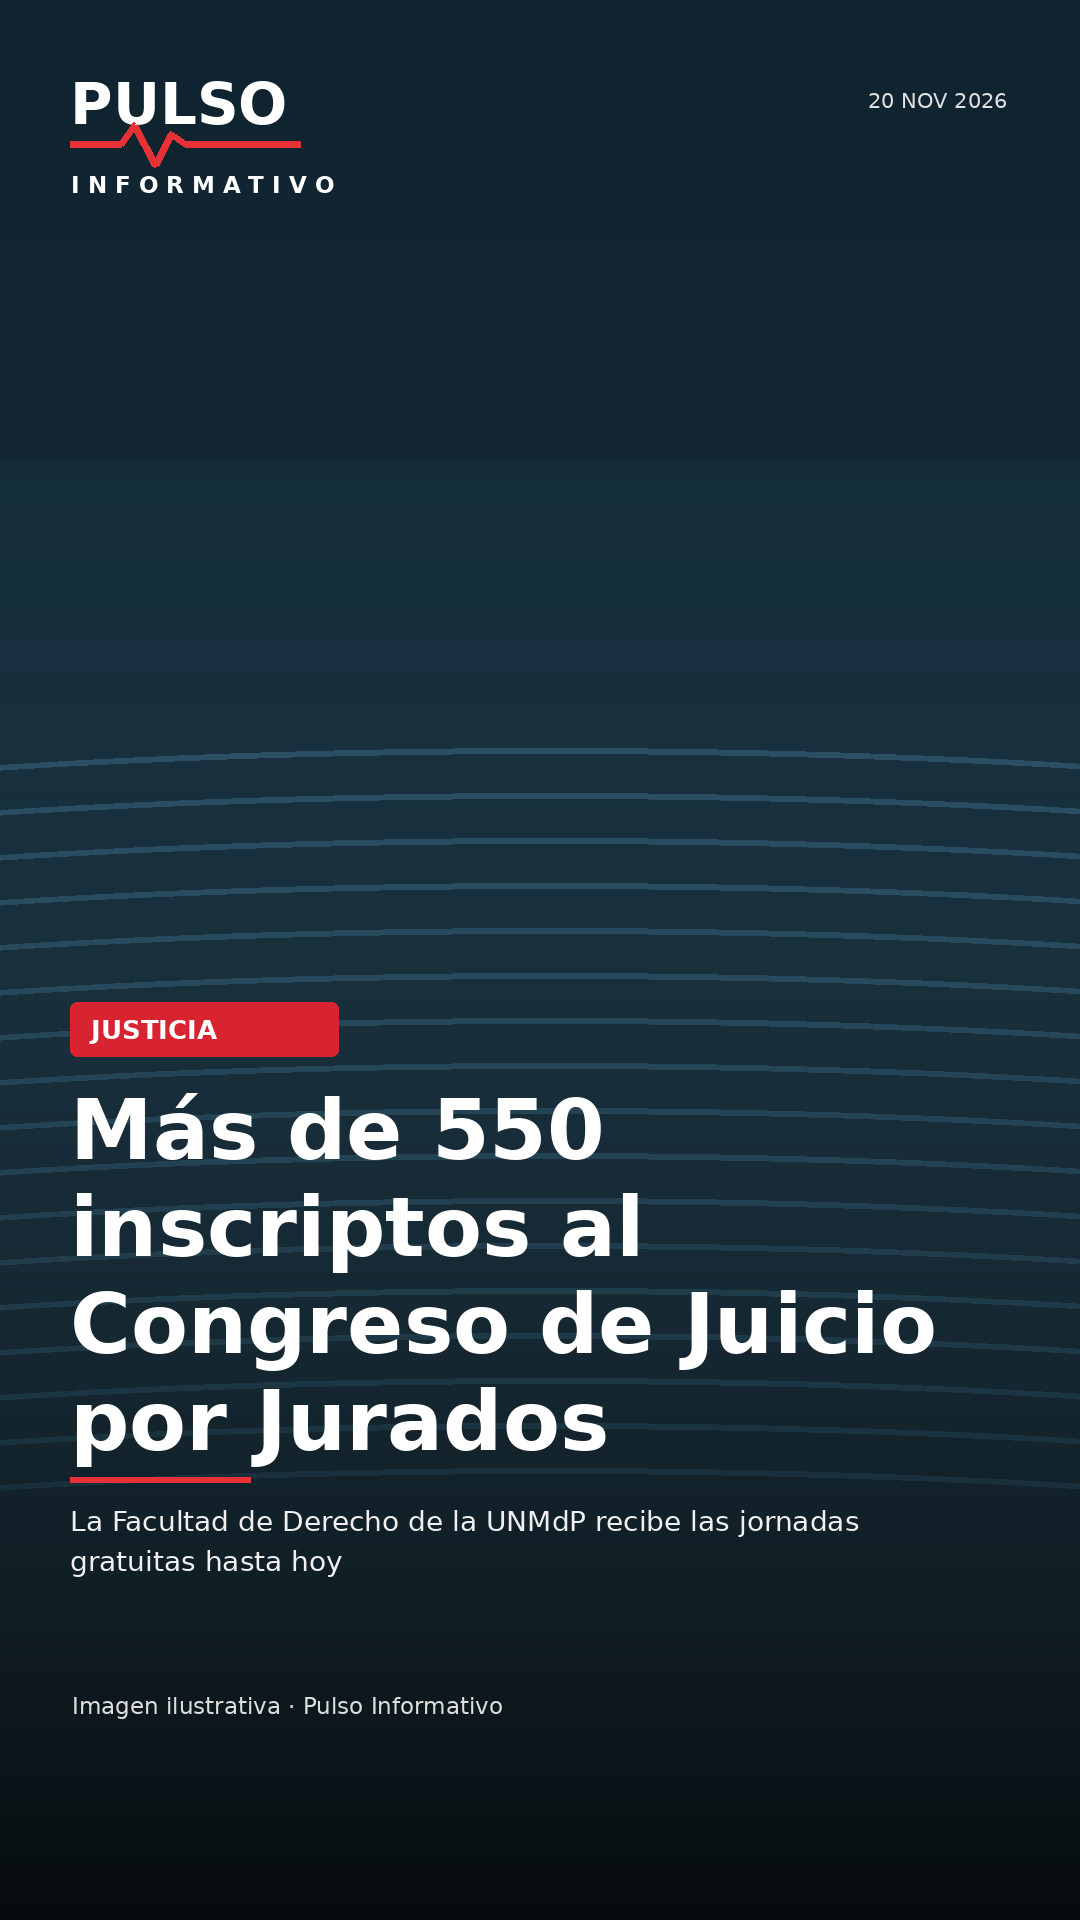 PULSO
INFORMATIVO
20 NOV 2026
JUSTICIA
Más de 550
inscriptos al
Congreso de Juicio
por Jurados
La Facultad de Derecho de la UNMdP recibe las jornadas
gratuitas hasta hoy
Imagen ilustrativa · Pulso Informativo